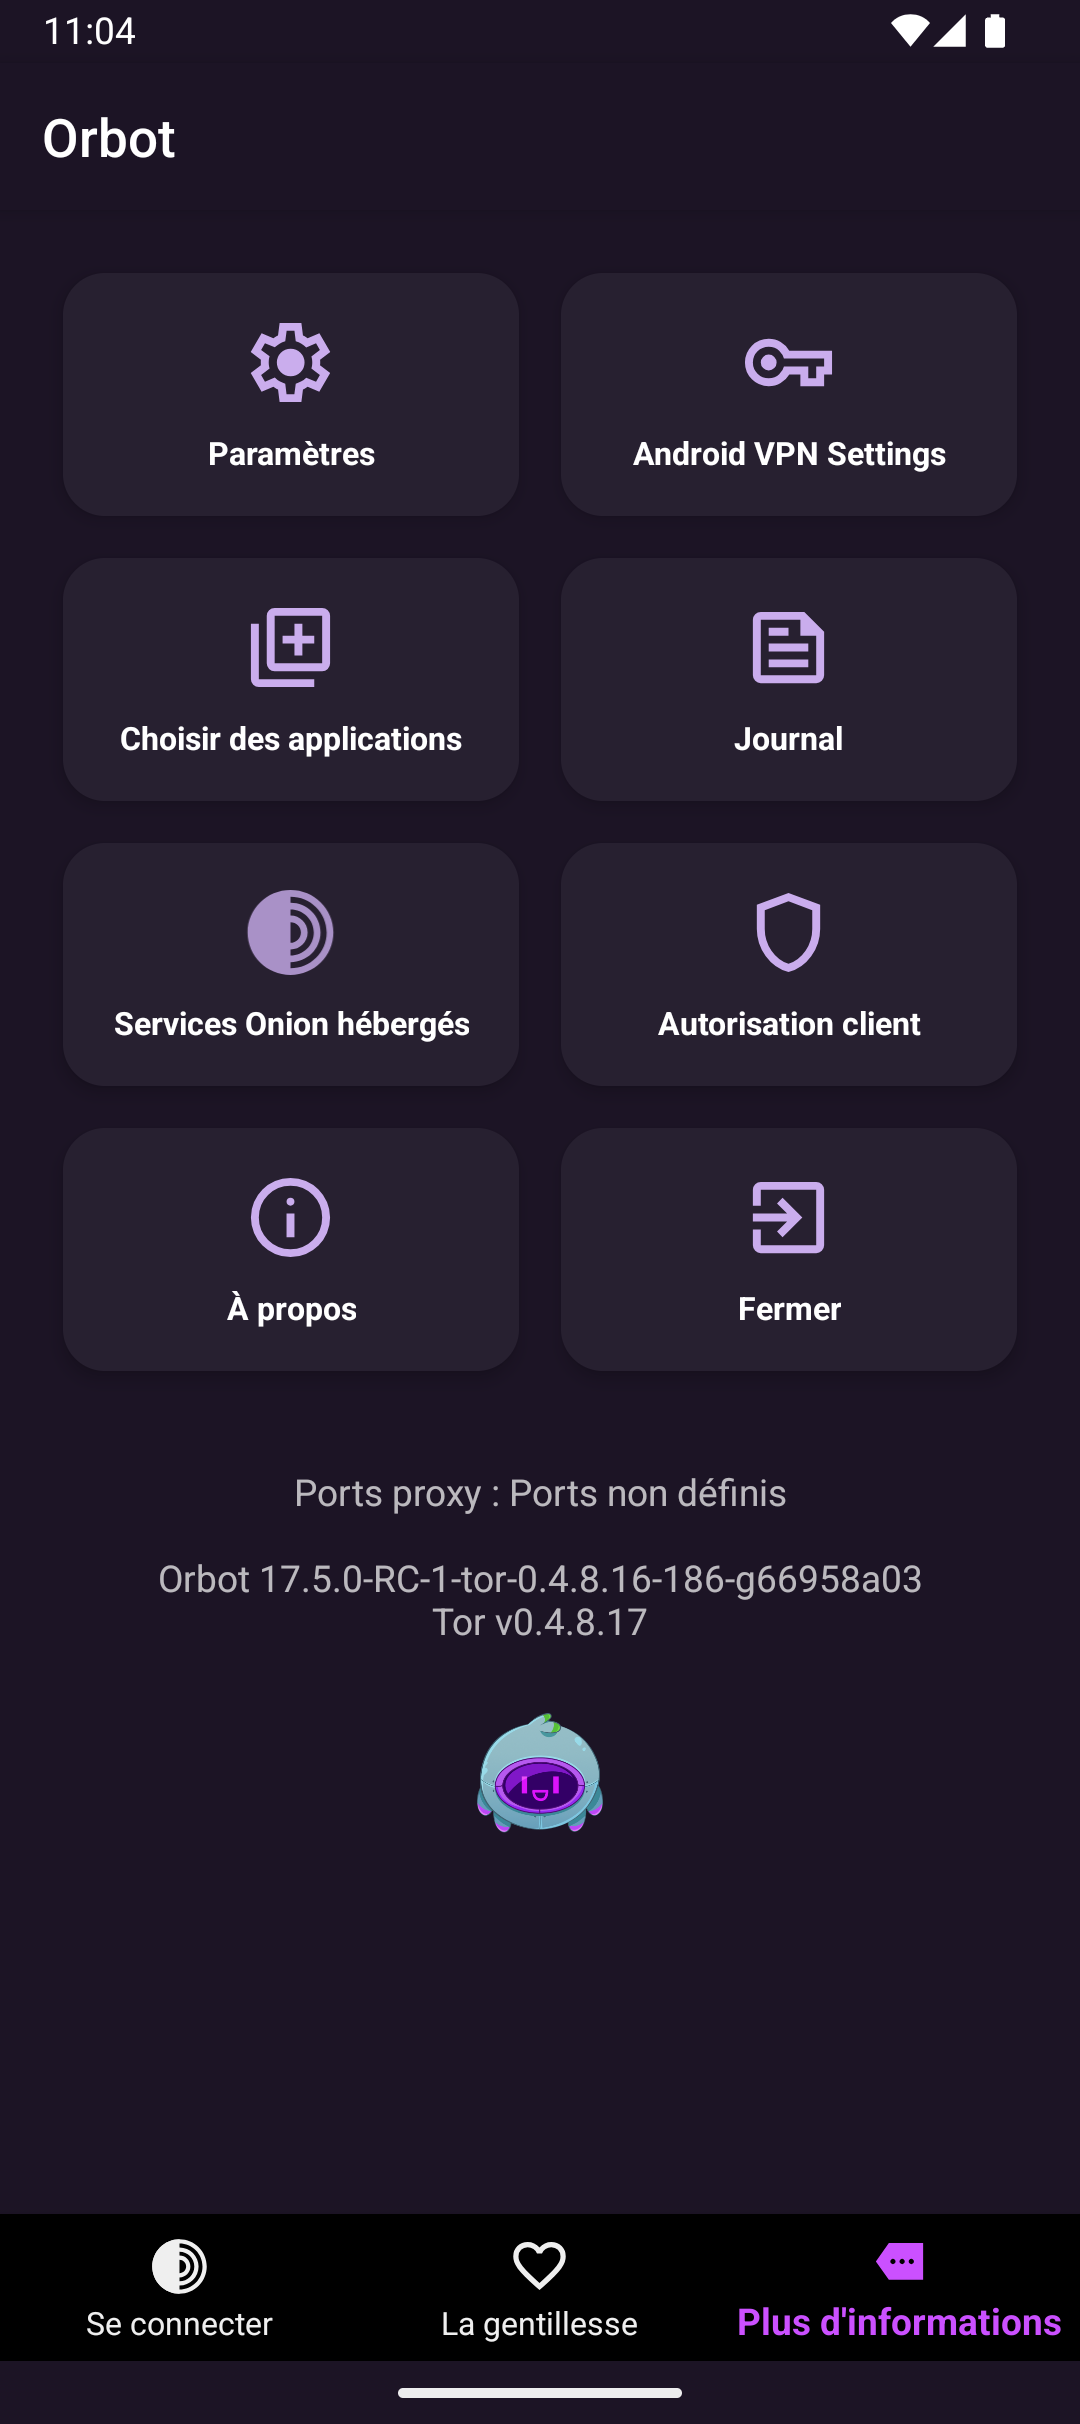 11:04
Orbot
Paramètres
Android VPN Settings
Choisir des applications
Journal
Services Onion hébergés
Autorisation client
À propos
Fermer
Ports proxy : Ports non définis
Orbot 17.5.0-RC-1-tor-0.4.8.16-186-g66958a03
Tor v0.4.8.17
Se connecter
La gentillesse
Plus d'informations